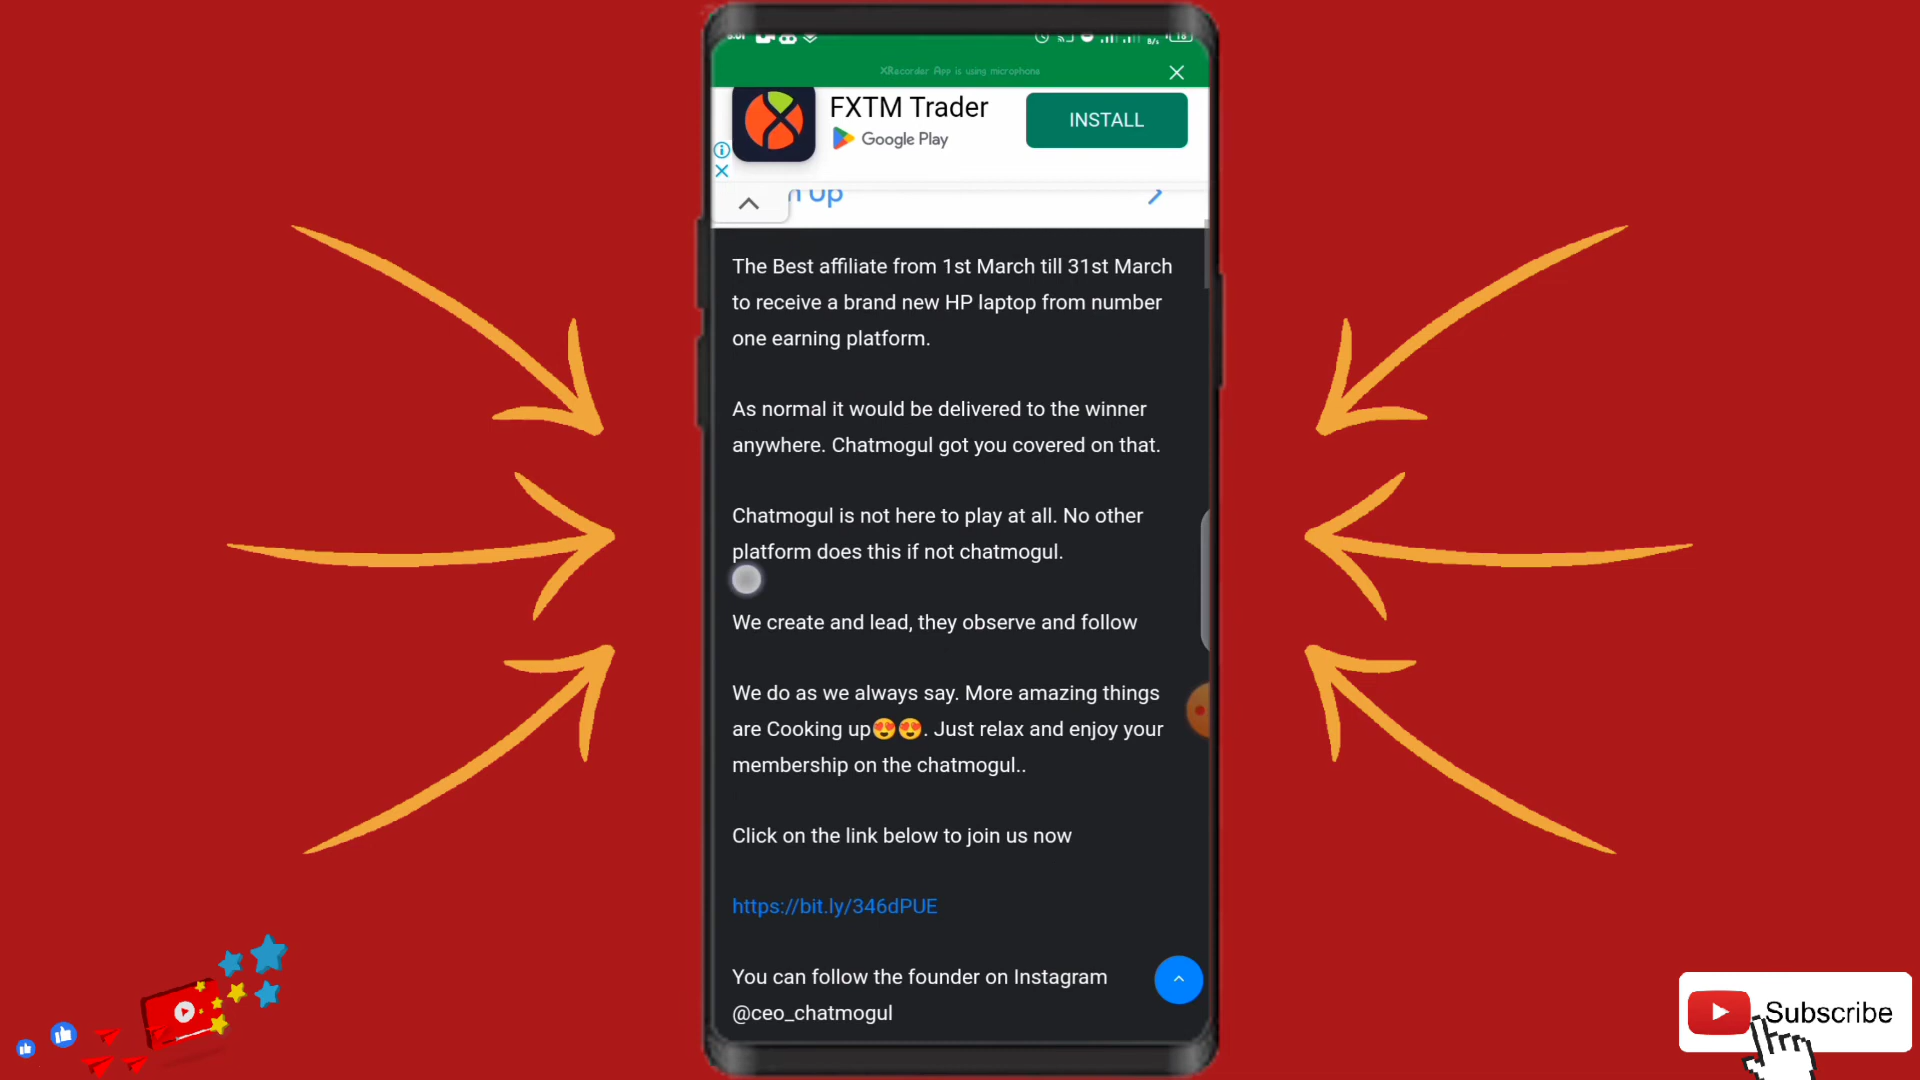 5:01
B/s
18
XRecorder App is using microphone
FXTM Trader
INSTALL
Google Play
n Up
The Best affiliate from 1st March till 31st March
to receive a brand new HP laptop from number
one earning platform.
As normal it would be delivered to the winner
anywhere. Chatmogul got you covered on that.
Chatmogul is not here to play at all. No other
platform does this if not chatmogul.
We create and lead, they observe and follow
We do as we always say. More amazing things
are Cooking up😍😍. Just relax and enjoy your
membership on the chatmogul..
Click on the link below to join us now
https://bit.ly/346dPUE
You can follow the founder on Instagram
@ceo_chatmogul
Subscribe